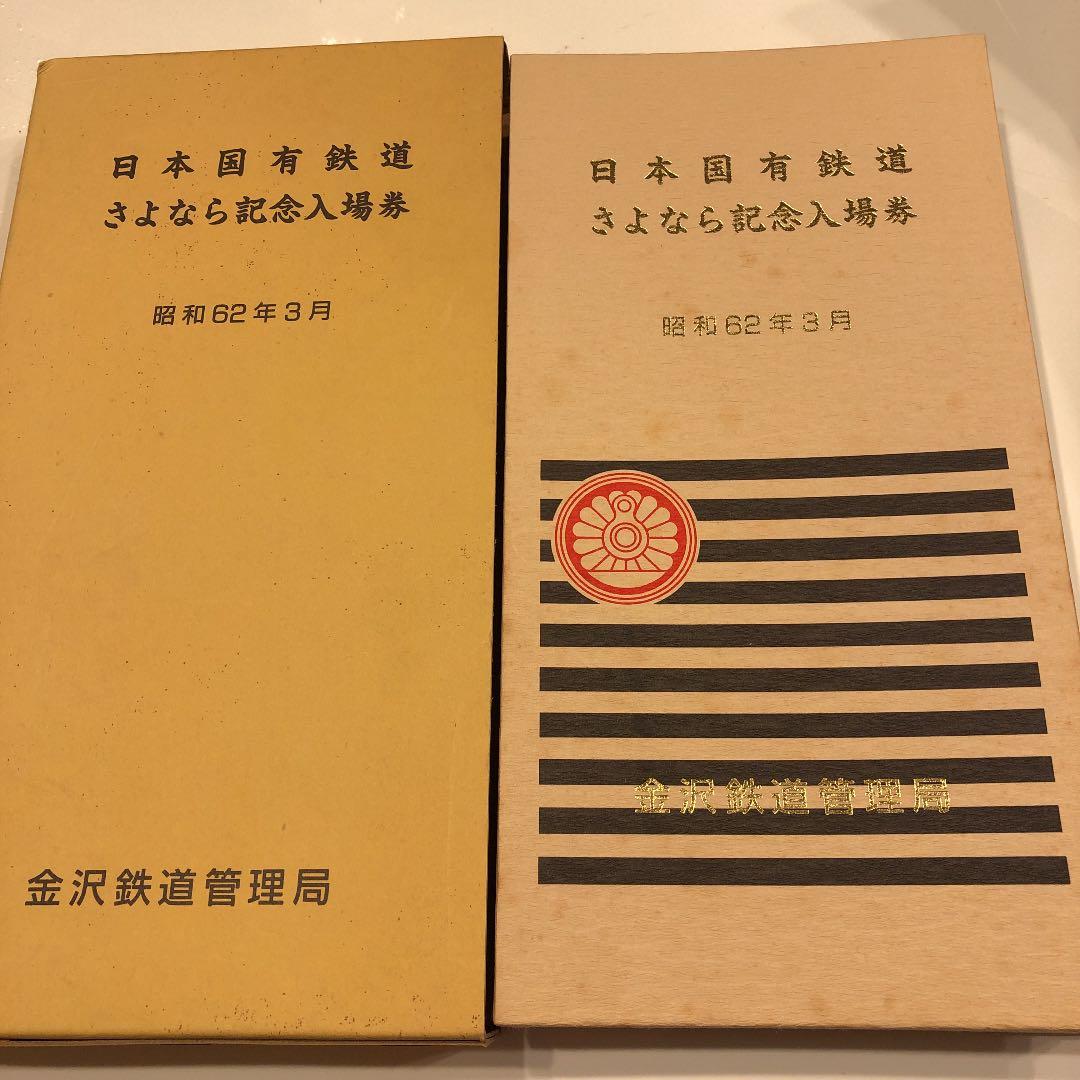 日本国有鉄道
さよなら記念入場券
昭和62年3月
金沢鉄道管理局
日本国有鉄道
さよなら記念入場券
昭和62年3月
金沢鉄道管理局